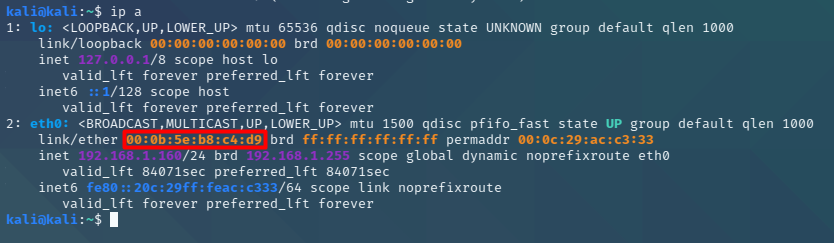 kali@kali:~$ ip a
1: lo: <LOOPBACK,UP,LOWER_UP> mtu 65536 qdisc noqueue state UNKNOWN group default qlen 1000
link/loopback 00:00:00:00:00:00 brd 00:00:00:00:00:00
inet 127.0.0.1/8 scope host lo
valid_lft forever preferred_lft forever
inet6 ::1/128 scope host
valid_lft forever preferred_lft forever
2: eth0: <BROADCAST,MULTICAST,UP,LOWER_UP> mtu 1500 qdisc pfifo_fast state UP group default qlen 1000
link/ether 00:0b:5e:b8:c4:d9 brd ff:ff:ff:ff:ff:ff permaddr 00:0c:29:ac:c3:33
inet 192.168.1.160/24 brd 192.168.1.255 scope global dynamic noprefixroute eth0
valid_lft 84071sec preferred_lft 84071sec
inet6 fe80::20c:29ff:feac:c333/64 scope link noprefixroute
valid_lft forever preferred_lft forever
kali@kali:~$